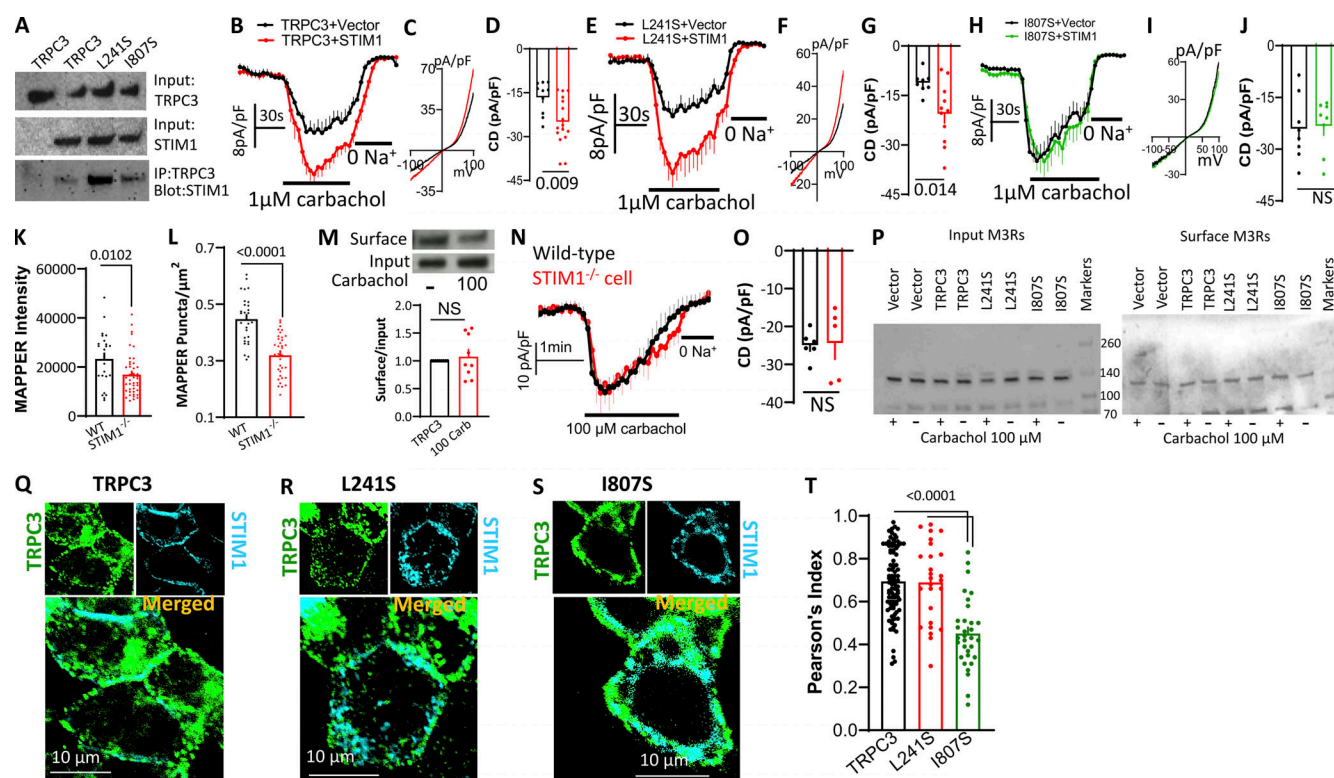 A
TRPC3
TRPC3
L241S
I807S
Input:
TRPC3
Input:
STIM1
IP:TRPC3
Blot:STIM1
B
TRPC3+Vector
TRPC3+STIM1
8pA/pF
30s
0 Na+
1µM carbachol
C
pA/pF
70
35
-100
100
mV
-35
D
0
-15
-30
-45
CD (pA/pF)
0.009
E
L241S+Vector
L241S+STIM1
8pA/pF
30s
0 Na+
1µM carbachol
F
pA/pF
60
40
20
-100
100
mV
-20
G
0
-15
-30
-45
CD (pA/pF)
0.014
H
I807S+Vector
I807S+STIM1
8pA/pF
30s
0 Na+
1µM carbachol
I
pA/pF
60
30
-100
-50
50
100
mV
-30
J
0
-15
-30
-45
CD (pA/pF)
NS
K
0.0102
MAPPER Intensity
60000
40000
20000
0
WT
STIM1-/-
L
<0.0001
MAPPER Puncta/µm²
0.7
0.5
0.3
0.1
WT
STIM1-/-
M
Surface
Input
Carbachol
-
100
NS
Surface/input
2.0
1.5
1.0
0.5
0.0
TRPC3
100 Carb
N
Wild-type
STIM1-/- cell
1min
10 pA/pF
0 Na+
100 µM carbachol
O
0
-10
-20
-30
-40
CD (pA/pF)
NS
P
Input M3Rs
Surface M3Rs
Vector
Vector
TRPC3
TRPC3
L241S
L241S
I807S
I807S
Markers
Vector
Vector
TRPC3
TRPC3
L241S
L241S
I807S
I807S
Markers
260
140
100
70
+ - + - + - + -
+ - + - + - + -
Carbachol 100 µM
Carbachol 100 µM
Q
TRPC3
TRPC3
STIM1
Merged
10 µm
R
L241S
TRPC3
STIM1
Merged
10 µm
S
I807S
TRPC3
STIM1
Merged
10 µm
T
<0.0001
Pearson's Index
1.0
0.8
0.6
0.4
0.2
0.0
TRPC3
L241S
I807S